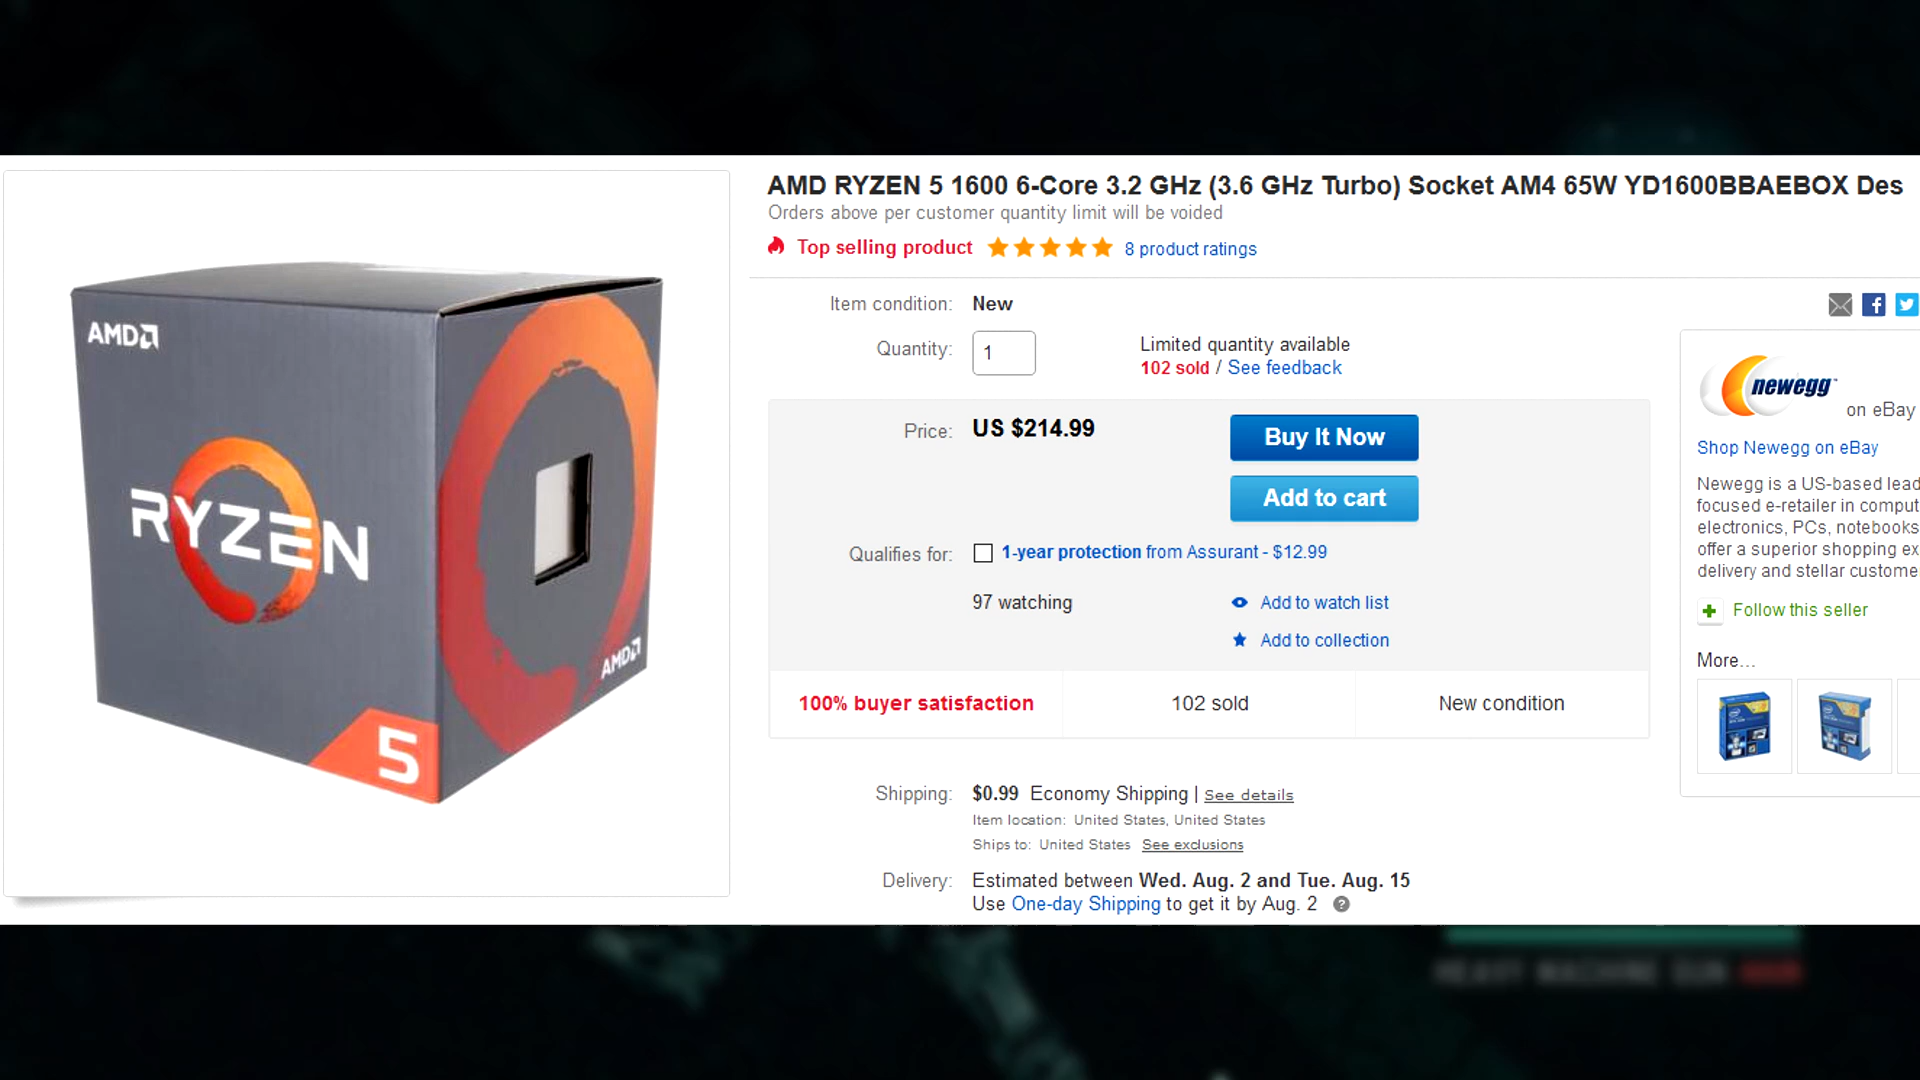 AMD
RYZEN
5
AMD
AMD RYZEN 5 1600 6-Core 3.2 GHz (3.6 GHz Turbo) Socket AM4 65W YD1600BBAEBOX Des
Orders above per customer quantity limit will be voided
Top selling product 8 product ratings
Item condition: New
Quantity: 1
Limited quantity available
102 sold / See feedback
Price: US $214.99
Buy It Now
Add to cart
Qualifies for: 1-year protection from Assurant - $12.99
97 watching
Add to watch list
Add to collection
100% buyer satisfaction 102 sold New condition
Shipping: $0.99 Economy Shipping | See details
Item location: United States, United States
Ships to: United States See exclusions
Delivery: Estimated between Wed. Aug. 2 and Tue. Aug. 15
Use One-day Shipping to get it by Aug. 2 ?
newegg™ on eBay
Shop Newegg on eBay
Newegg is a US-based lead
focused e-retailer in comput
electronics, PCs, notebooks
offer a superior shopping ex
delivery and stellar custome
Follow this seller
More...
HEAVY MACHINE GUN